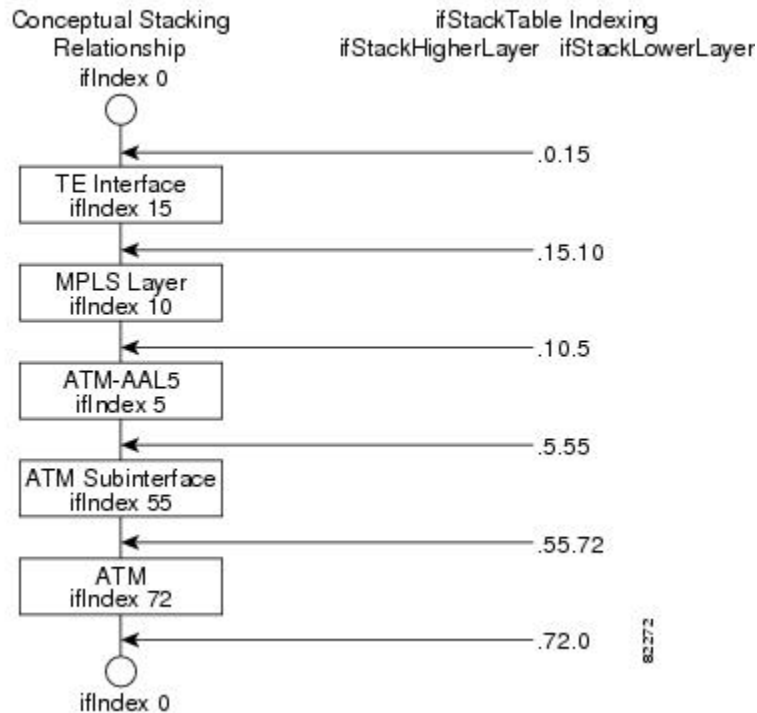 Conceptual Stacking
Relationship
ifIndex 0
ifStackTable Indexing
ifStackHigherLayer ifStackLowerLayer
.0.15
TE Interface
ifIndex 15
.15.10
MPLS Layer
ifIndex 10
.10.5
ATM-AAL5
ifIndex 5
.5.55
ATM Subinterface
ifIndex 55
.55.72
ATM
ifIndex 72
.72.0
ifIndex 0
82272